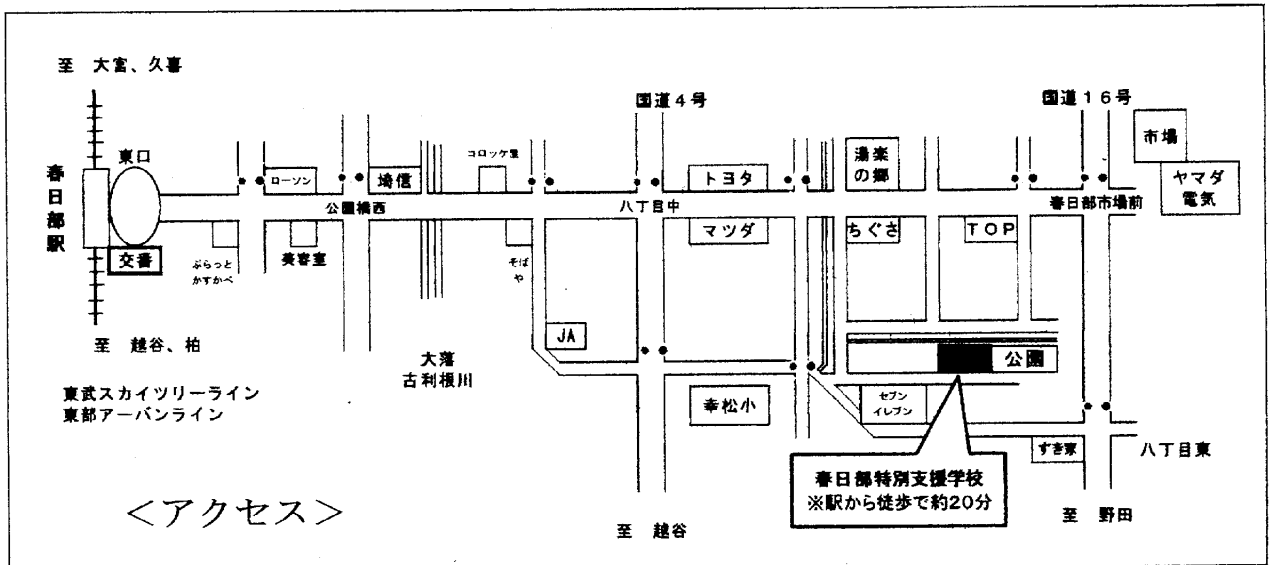 至 大宮、久喜
国道4号
国道16号
市場
東口
コロッケ屋
湯楽
の郷
ローソン
埼信
トヨタ
ヤマダ
電気
春日部駅
公園橋西
八丁目中
春日部市場前
マツダ
ちぐさ
TOP
交番
ぷらっと
かすかべ
美容室
そば
や
至 越谷、柏
JA
大落
古利根川
公園
東武スカイツリーライン
東部アーバンライン
幸松小
セブン
イレブン
すき家
八丁目東
春日部特別支援学校
※駅から徒歩で約20分
<アクセス>
至 越谷
至 野田